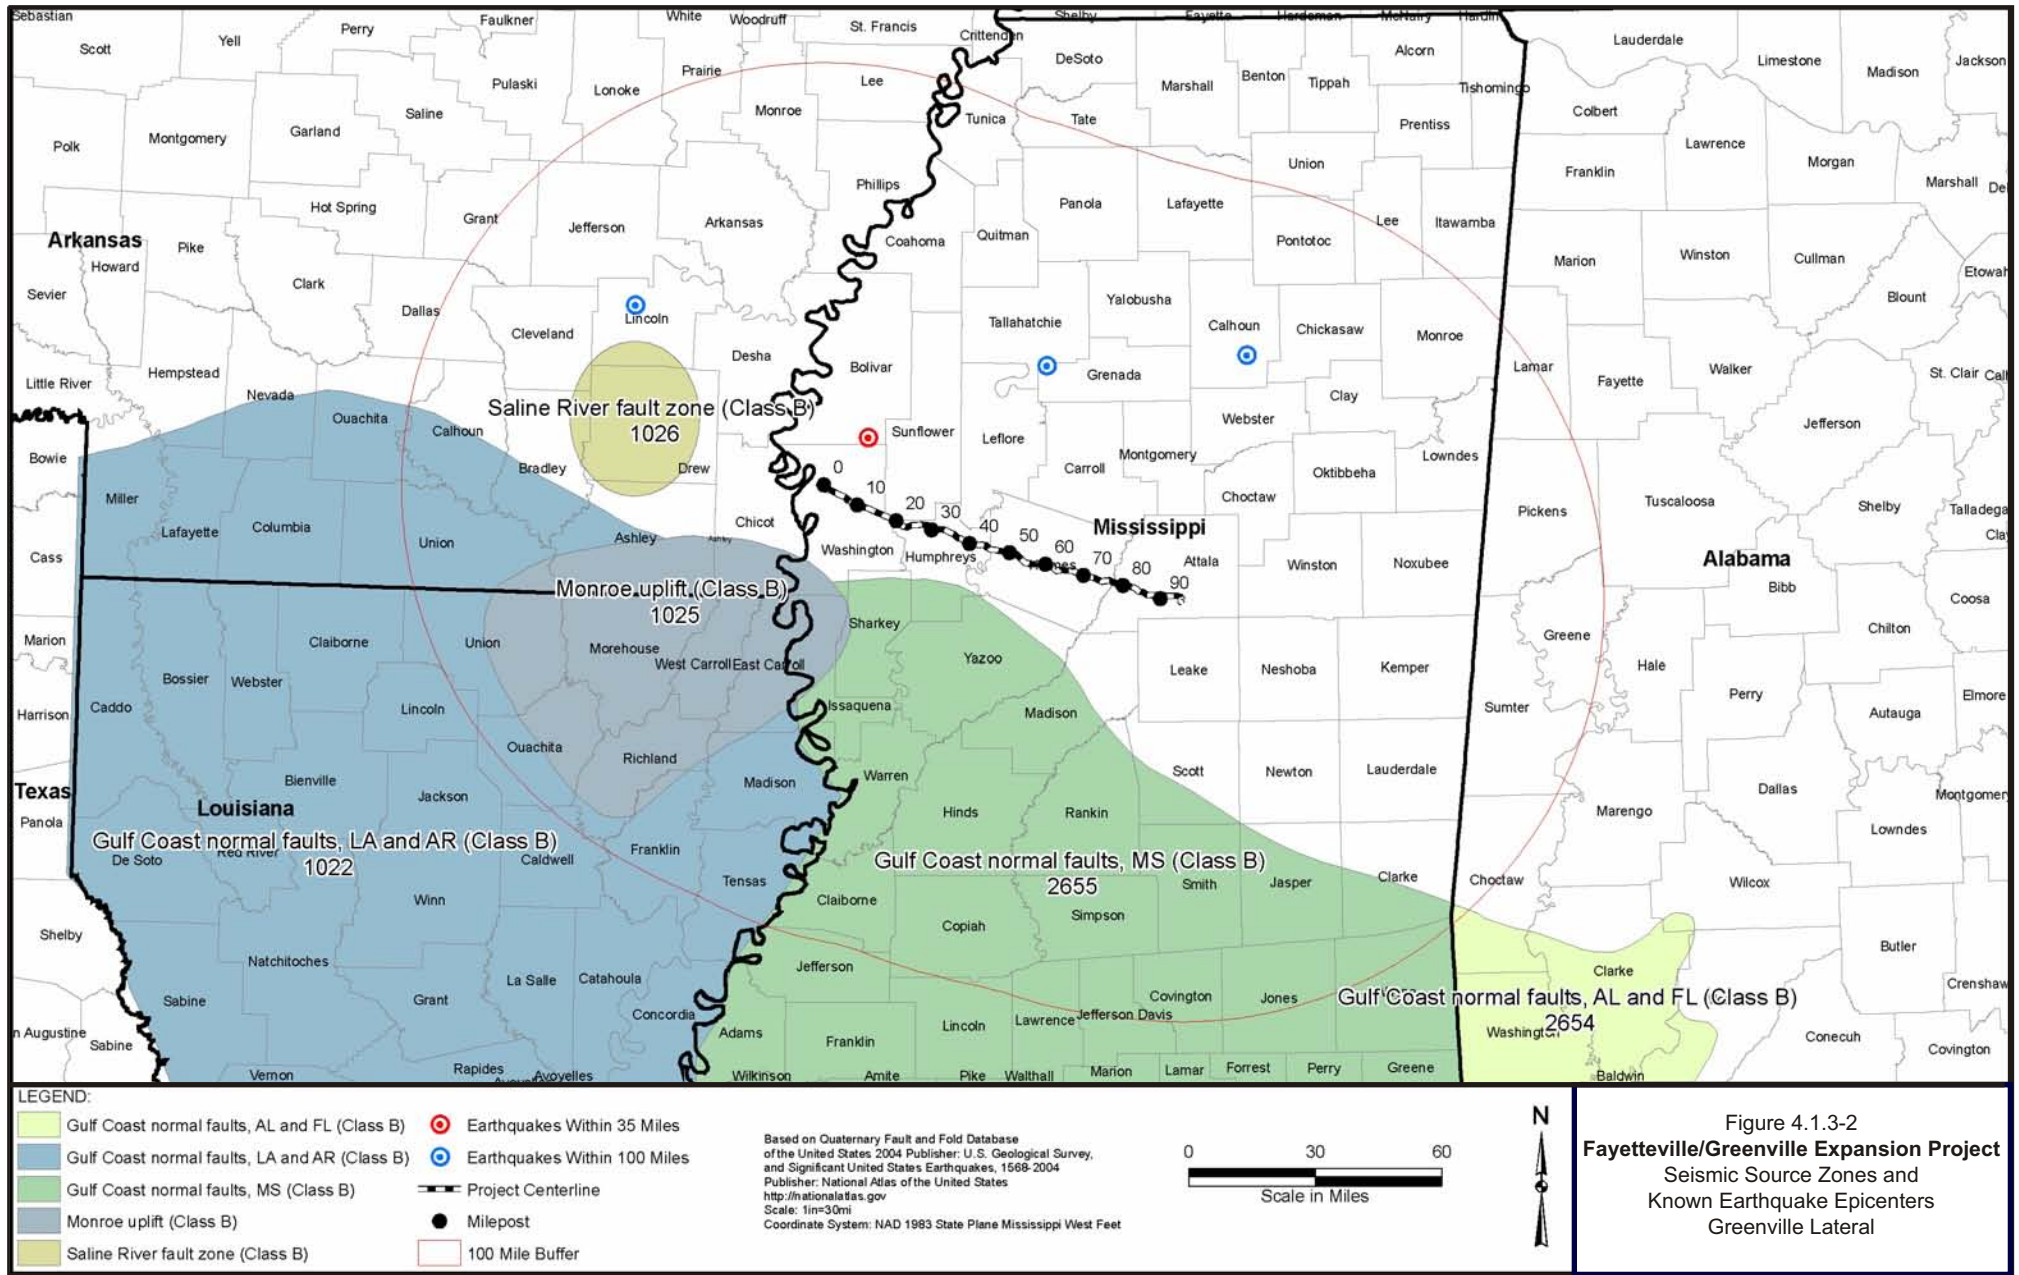 Sebastian
Scott
Yell
Perry
Faulkner
White
Woodruff
St. Francis
Crittenden
Shelby
Fayette
Hardeman
McNairy
Hardin
Lauderdale
Limestone
Madison
Jackson
Pulaski
Lonoke
Prairie
Lee
DeSoto
Marshall
Benton
Tippah
Alcorn
Tishomingo
Colbert
Saline
Monroe
Tunica
Tate
Prentiss
Polk
Montgomery
Garland
Union
Lawrence
Franklin
Morgan
Marshall
De
Phillips
Panola
Lafayette
Lee
Itawamba
Hot Spring
Grant
Jefferson
Arkansas
Coahoma
Quitman
Pontotoc
Arkansas
Howard
Pike
Marion
Winston
Cullman
Etowah
Sevier
Clark
Dallas
Cleveland
Lincoln
Desha
Tallahatchie
Yalobusha
Calhoun
Chickasaw
Monroe
Blount
Little River
Hempstead
Nevada
Bolivar
Grenada
Clay
Lamar
Fayette
Walker
St. Clair
Cal
Ouachita
Calhoun
Saline River fault zone (Class B)
1026
Sunflower
Leflore
Webster
Jefferson
Bowie
Bradley
Drew
Carroll
Montgomery
Oktibbeha
Lowndes
Miller
Lafayette
Columbia
Union
Ashley
Ashley
Chicot
0
10
20
30
40
50
60
70
80
90
Washington
Humphreys
Holmes
Mississippi
Choctaw
Attala
Winston
Noxubee
Pickens
Tuscaloosa
Shelby
Talladega
Clay
Alabama
Bibb
Coosa
Cass
Monroe uplift (Class B)
1025
Marion
Claiborne
Union
Morehouse
West Carroll
East Carroll
Sharkey
Yazoo
Leake
Neshoba
Kemper
Greene
Hale
Perry
Chilton
Elmore
Autauga
Bossier
Webster
Harrison
Caddo
Lincoln
Ouachita
Richland
Issaquena
Madison
Sumter
Texas
Panola
Bienville
Louisiana
Jackson
Madison
Warren
Hinds
Rankin
Scott
Newton
Lauderdale
Marengo
Dallas
Montgomery
Lowndes
Gulf Coast normal faults, LA and AR (Class B)
1022
De Soto
Red River
Caldwell
Franklin
Tensas
Winn
Gulf Coast normal faults, MS (Class B)
2655
Claiborne
Copiah
Simpson
Smith
Jasper
Clarke
Choctaw
Wilcox
Butler
Shelby
Natchitoches
La Salle
Catahoula
Jefferson
Sabine
Grant
Concordia
Adams
Franklin
Lincoln
Lawrence
Jefferson Davis
Covington
Jones
Gulf Coast normal faults, AL and FL (Class B)
2654
Clarke
Washington
Crenshaw
Conecuh
Covington
n Augustine
Sabine
Vernon
Rapides
Avoyelles
Avoyelles
Wilkinson
Amite
Pike
Walthall
Marion
Lamar
Forrest
Perry
Greene
Baldwin
LEGEND:
Gulf Coast normal faults, AL and FL (Class B)
Gulf Coast normal faults, LA and AR (Class B)
Gulf Coast normal faults, MS (Class B)
Monroe uplift (Class B)
Saline River fault zone (Class B)
Earthquakes Within 35 Miles
Earthquakes Within 100 Miles
Project Centerline
Milepost
100 Mile Buffer
Based on Quaternary Fault and Fold Database
of the United States 2004 Publisher: U.S. Geological Survey,
and Significant United States Earthquakes, 1568-2004
Publisher: National Atlas of the United States
http://nationalatlas.gov
Scale: 1in=30mi
Coordinate System: NAD 1983 State Plane Mississippi West Feet
0 30 60
Scale in Miles
N
Figure 4.1.3-2
Fayetteville/Greenville Expansion Project
Seismic Source Zones and
Known Earthquake Epicenters
Greenville Lateral